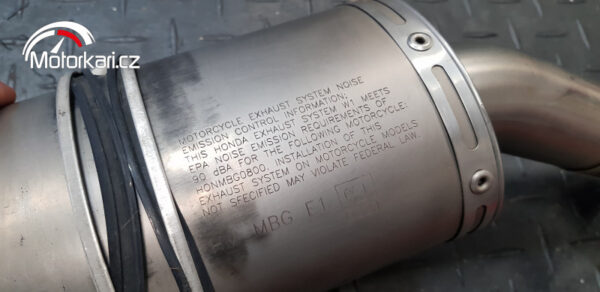 Motorkari.cz
MOTORCYCLE EXHAUST SYSTEM NOISE
EMISSION CONTROL INFORMATION;
THIS HONDA EXHAUST SYSTEM W1 MEETS
EPA NOISE EMISSION REQUIREMENTS OF
90 dBA FOR THE FOLLOWING MOTORCYCLE:
HONMBG0800. INSTALLATION OF THIS
EXHAUST SYSTEM ON MOTORCYCLE MODELS
NOT SPECIFIED MAY VIOLATE FEDERAL LAW.
MBG F1